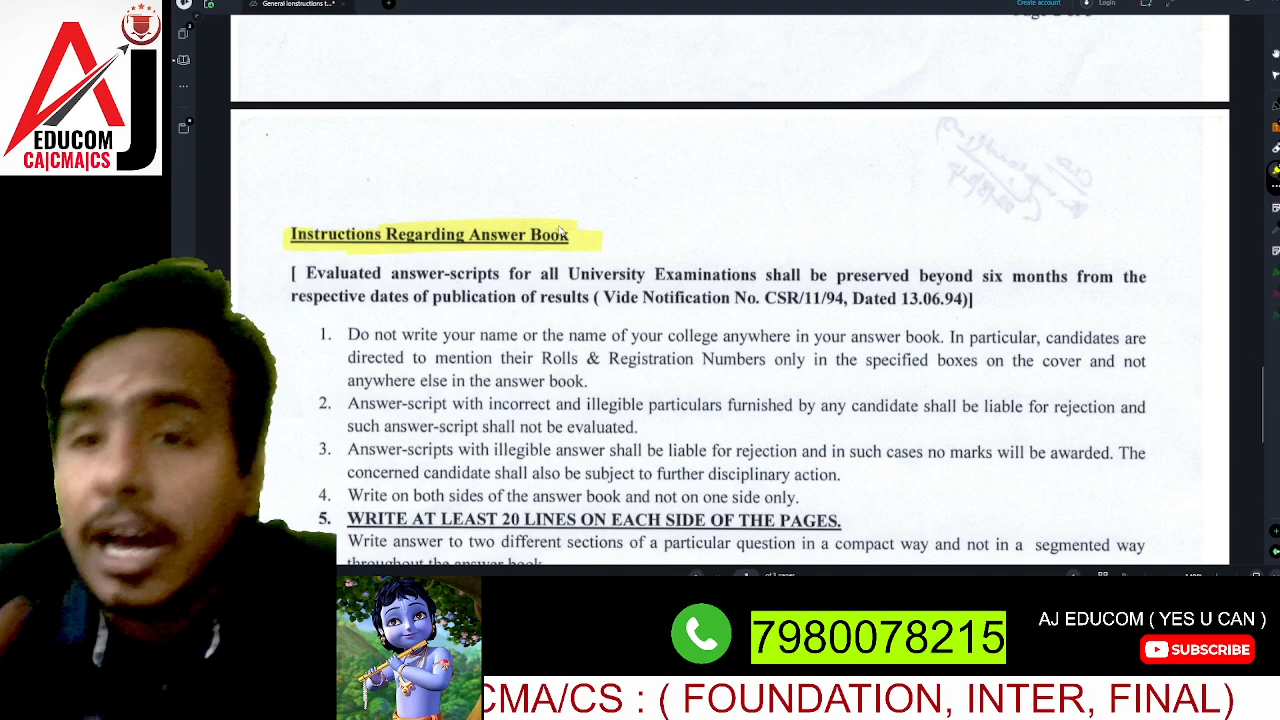 General ionstructions t...*
Create account
Login
AJ
EDUCOM
CA|CMA|CS
Instructions Regarding Answer Book
[ Evaluated answer-scripts for all University Examinations shall be preserved beyond six months from the
respective dates of publication of results ( Vide Notification No. CSR/11/94, Dated 13.06.94)]
1. Do not write your name or the name of your college anywhere in your answer book. In particular, candidates are
directed to mention their Rolls & Registration Numbers only in the specified boxes on the cover and not
anywhere else in the answer book.
2. Answer-script with incorrect and illegible particulars furnished by any candidate shall be liable for rejection and
such answer-script shall not be evaluated.
3. Answer-scripts with illegible answer shall be liable for rejection and in such cases no marks will be awarded. The
concerned candidate shall also be subject to further disciplinary action.
4. Write on both sides of the answer book and not on one side only.
5. WRITE AT LEAST 20 LINES ON EACH SIDE OF THE PAGES.
Write answer to two different sections of a particular question in a compact way and not in a segmented way
throughout the answer book.
7980078215
AJ EDUCOM ( YES U CAN )
SUBSCRIBE
CMA/CS : ( FOUNDATION, INTER, FINAL)